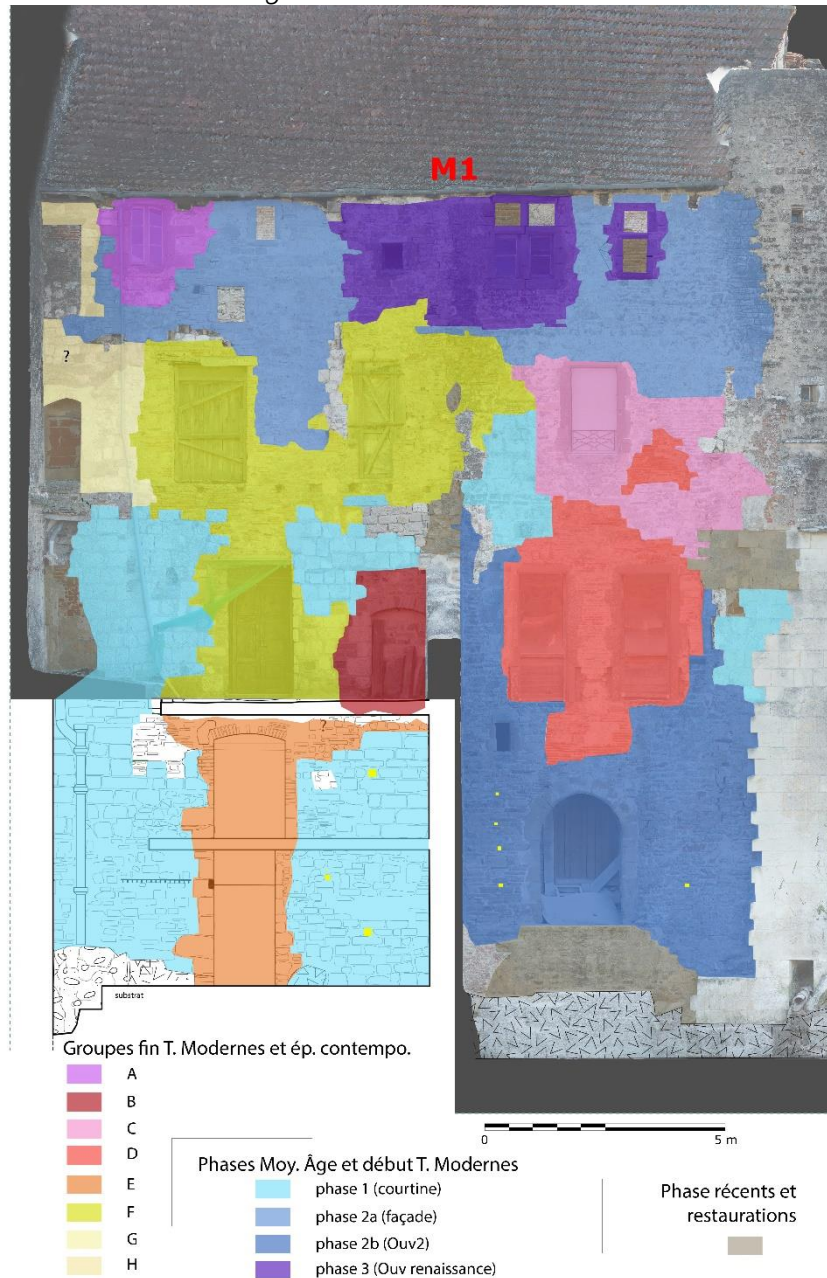 M1
?
?
substrat
Groupes fin T. Modernes et ép. contempo.
A
B
C
D
E
F
G
H
0
5 m
Phases Moy. Âge et début T. Modernes
phase 1 (courtine)
phase 2a (façade)
phase 2b (Ouv2)
phase 3 (Ouv renaissance)
Phase récents et
restaurations